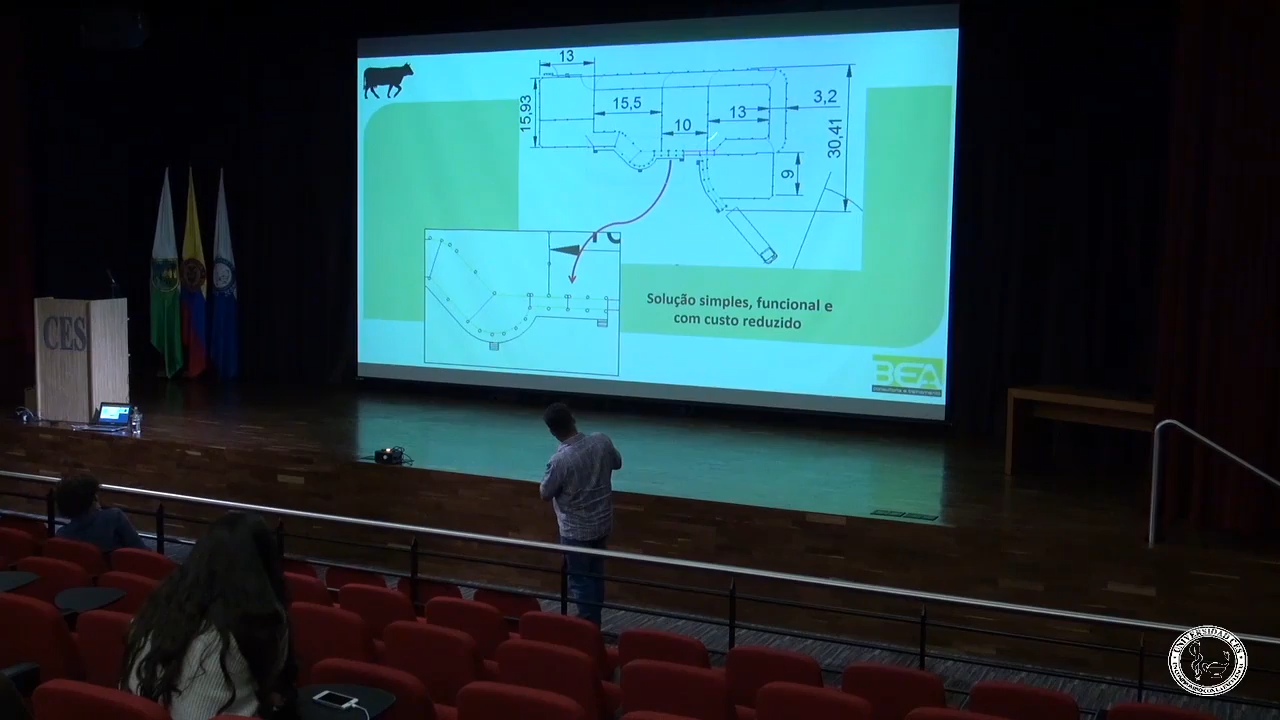 13
15,93
15,5
10
13
3,2
30,41
9
Solução simples, funcional e
com custo reduzido
BEA
CES